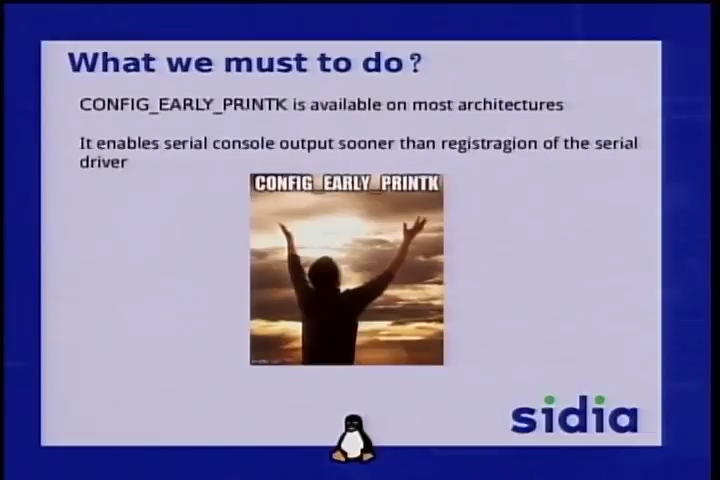 What we must to do?
CONFIG_EARLY_PRINTK is available on most architectures
It enables serial console output sooner than registragion of the serial
driver
CONFIG_EARLY_PRINTK
sidia